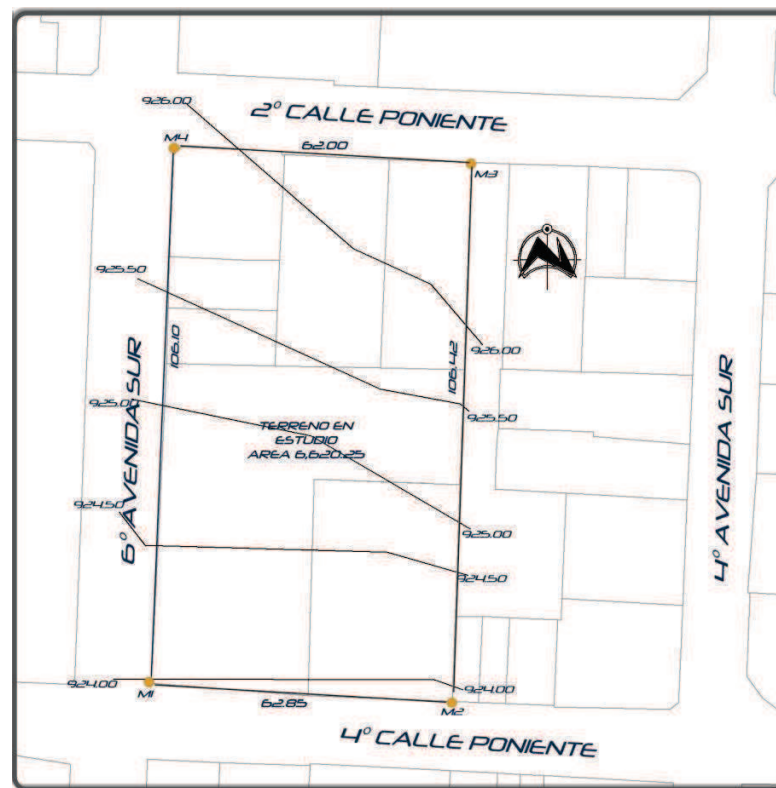 926.00
2° CALLE PONIENTE
M4
62.00
M3
925.50
106.10
106.42
926.00
6° AVENIDA SUR
4° AVENIDA SUR
925.00
925.50
TERRENO EN
ESTUDIO
AREA 6,620.25
924.50
925.00
924.50
924.00
M1
62.85
924.00
M2
4° CALLE PONIENTE